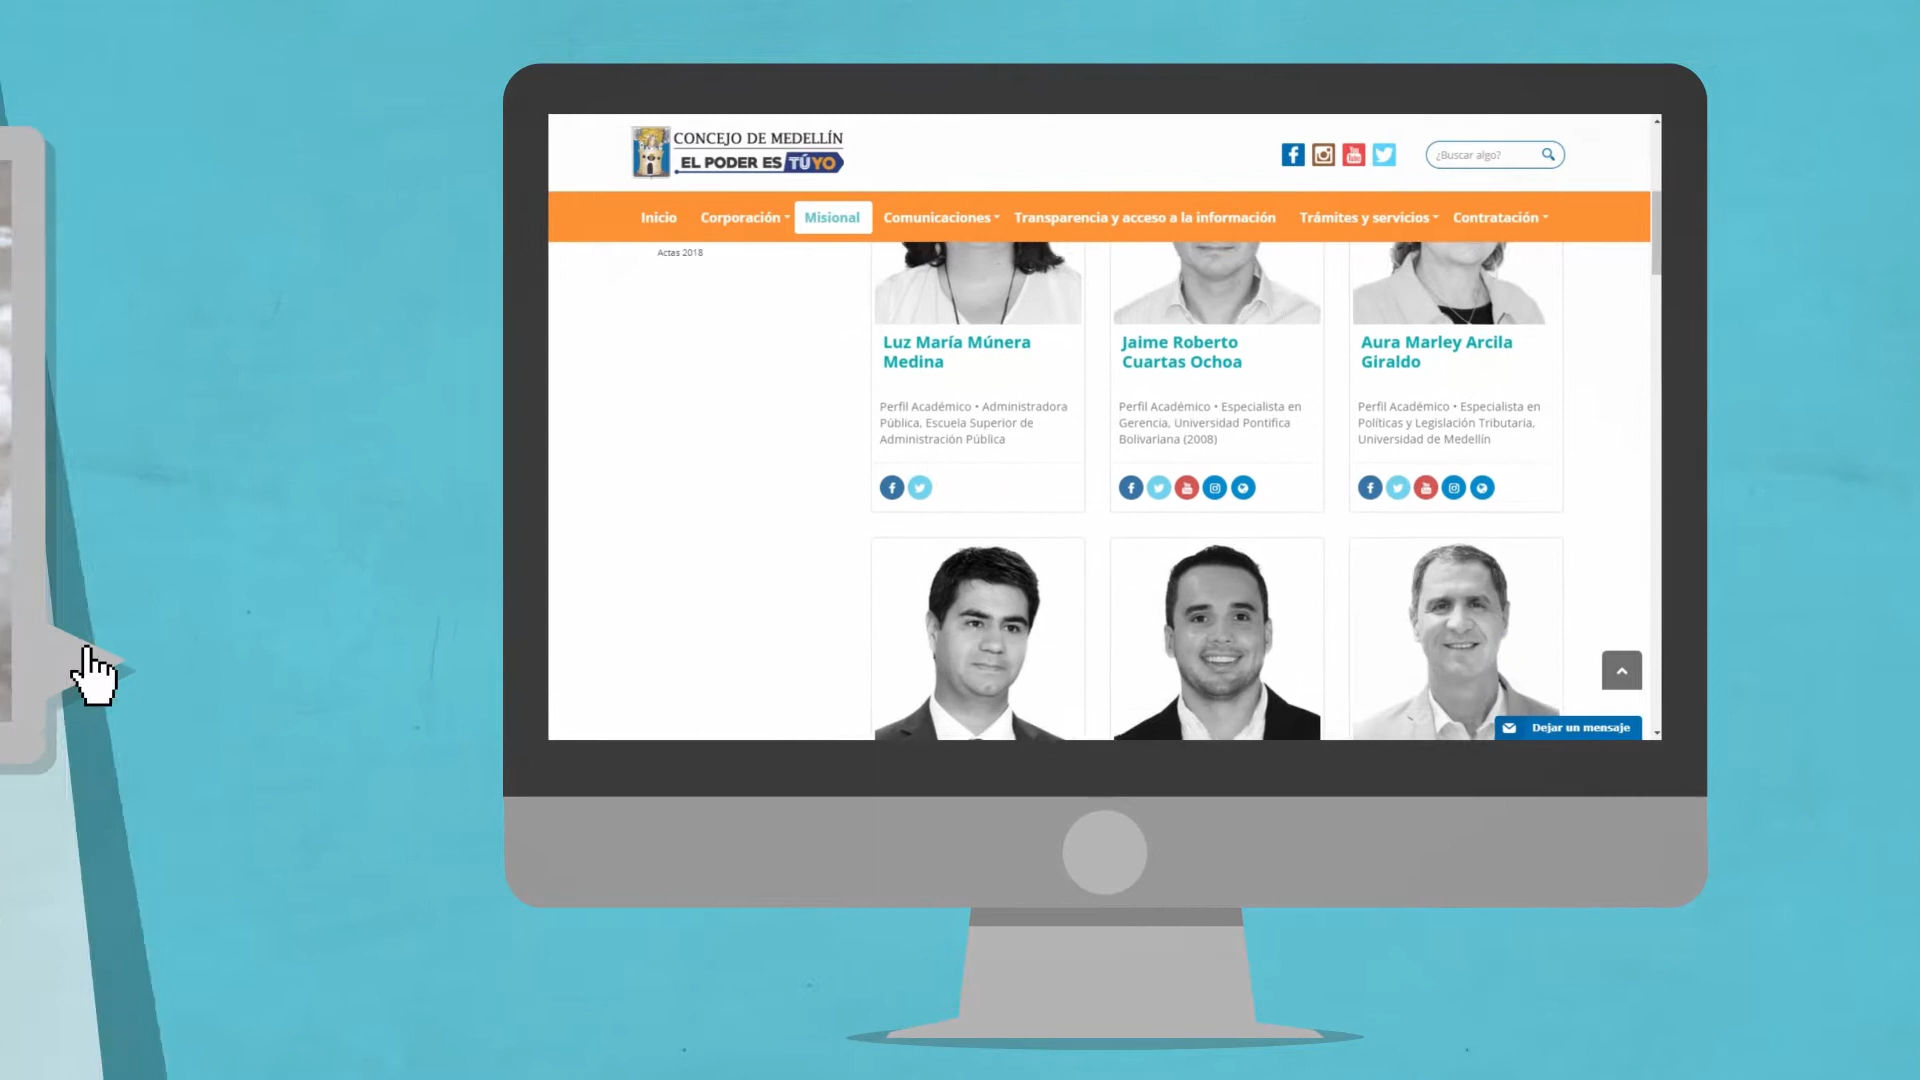 CONCEJO DE MEDELLÍN
EL PODER ES TÚYO
¿Buscar algo?
Inicio Corporación Misional Comunicaciones Transparencia y acceso a la información Trámites y servicios Contratación
Actas 2018
Luz María Múnera
Medina
Perfil Académico • Administradora
Pública, Escuela Superior de
Administración Pública
Jaime Roberto
Cuartas Ochoa
Perfil Académico • Especialista en
Gerencia, Universidad Pontifica
Bolivariana (2008)
Aura Marley Arcila
Giraldo
Perfil Académico • Especialista en
Políticas y Legislación Tributaria,
Universidad de Medellín
Dejar un mensaje